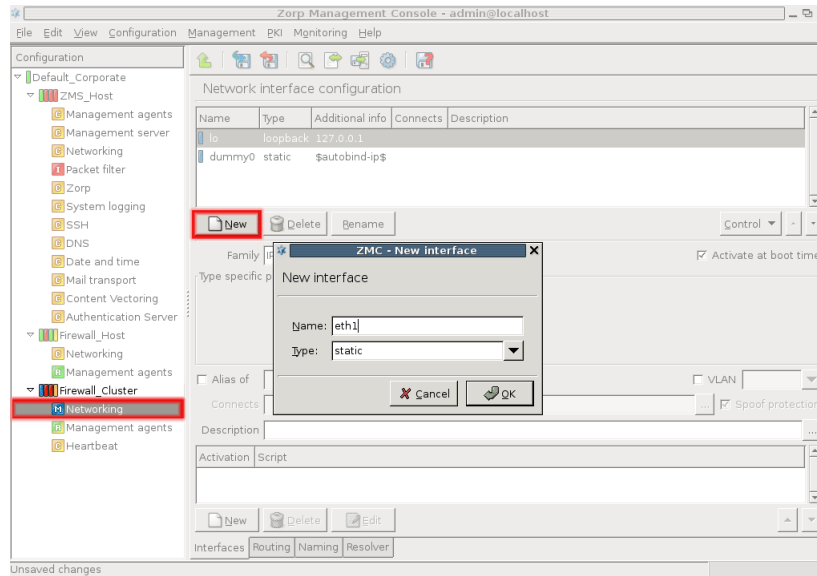 Zorp Management Console - admin@localhost
File Edit View Configuration Management PKI Monitoring Help
Configuration
Default_Corporate
ZMS_Host
Management agents
Management server
Networking
Packet filter
Zorp
System logging
SSH
DNS
Date and time
Mail transport
Content Vectoring
Authentication Server
Firewall_Host
Networking
Management agents
Firewall_Cluster
Networking
Management agents
Heartbeat
Network interface configuration
Name Type Additional info Connects Description
lo loopback 127.0.0.1
dummy0 static $autobind-ip$
New Delete Rename Control
Family Activate at boot time
Type specific p
ZMC - New interface
New interface
Name: eth1
Type: static
Cancel OK
Alias of VLAN
Connects ... Spoof protection
Description ...
Activation Script
New Delete Edit
Interfaces Routing Naming Resolver
Unsaved changes